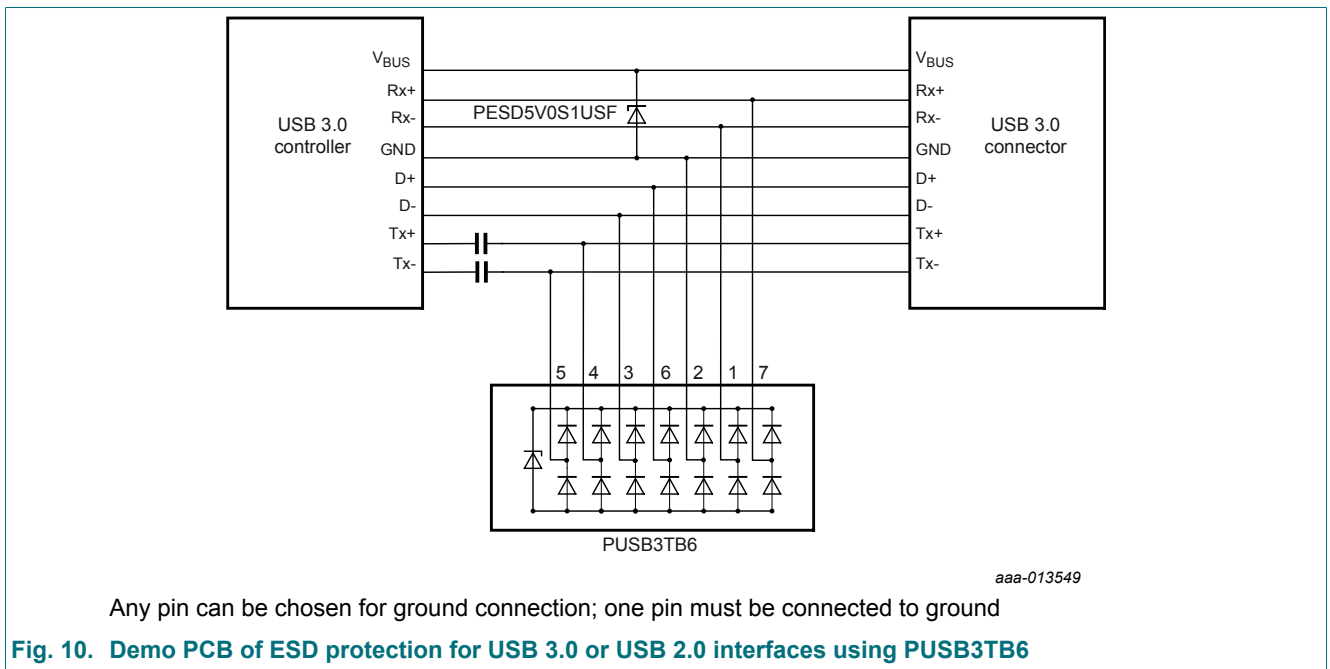 VBUS
Rx+
Rx-
GND
D+
D-
Tx+
Tx-
USB 3.0
controller
PESD5V0S1USF
VBUS
Rx+
Rx-
GND
D+
D-
Tx+
Tx-
USB 3.0
connector
5 4 3 6 2 1 7
PUSB3TB6
aaa-013549
Any pin can be chosen for ground connection; one pin must be connected to ground
Fig. 10. Demo PCB of ESD protection for USB 3.0 or USB 2.0 interfaces using PUSB3TB6